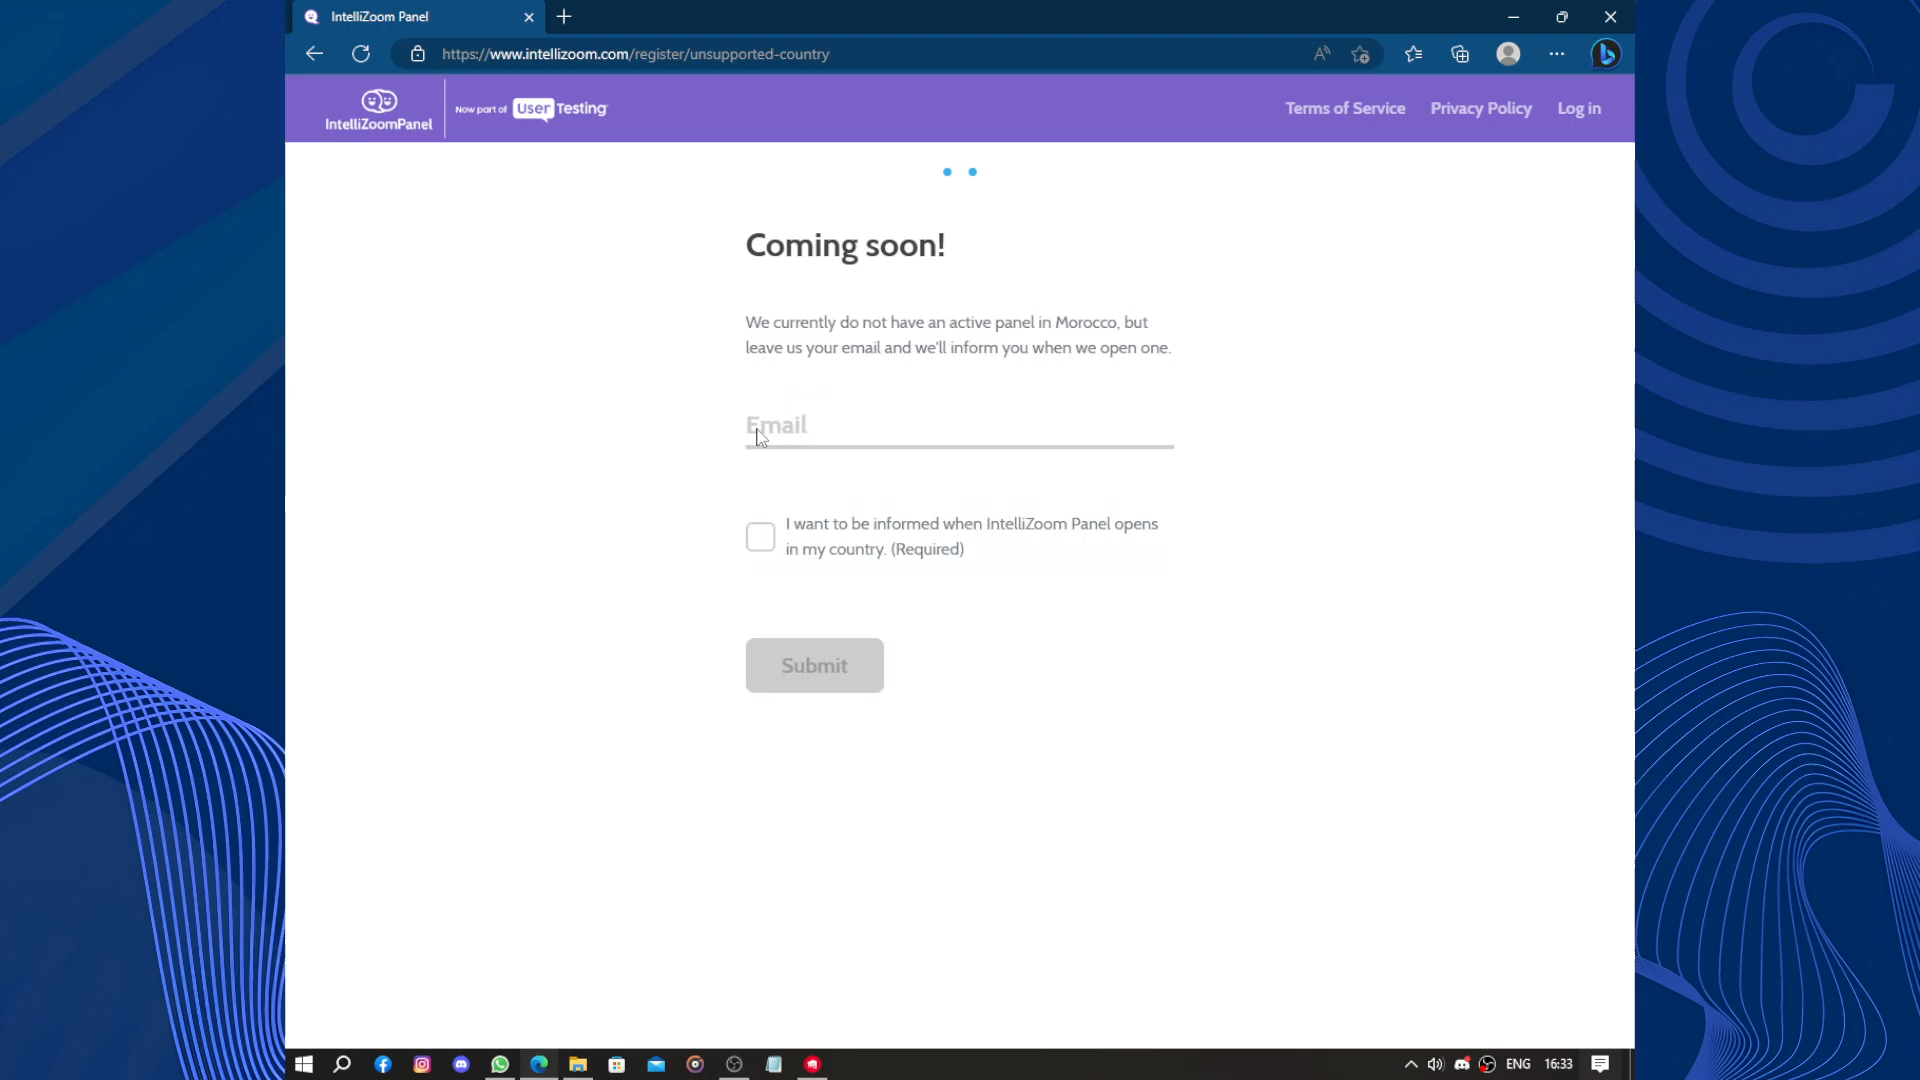 IntelliZoom Panel
https://www.intellizoom.com/register/unsupported-country
IntelliZoomPanel
Now part of UserTesting
Terms of Service
Privacy Policy
Log in
Coming soon!
We currently do not have an active panel in Morocco, but
leave us your email and we'll inform you when we open one.
Email
I want to be informed when IntelliZoom Panel opens
in my country. (Required)
Submit
ENG
16:33